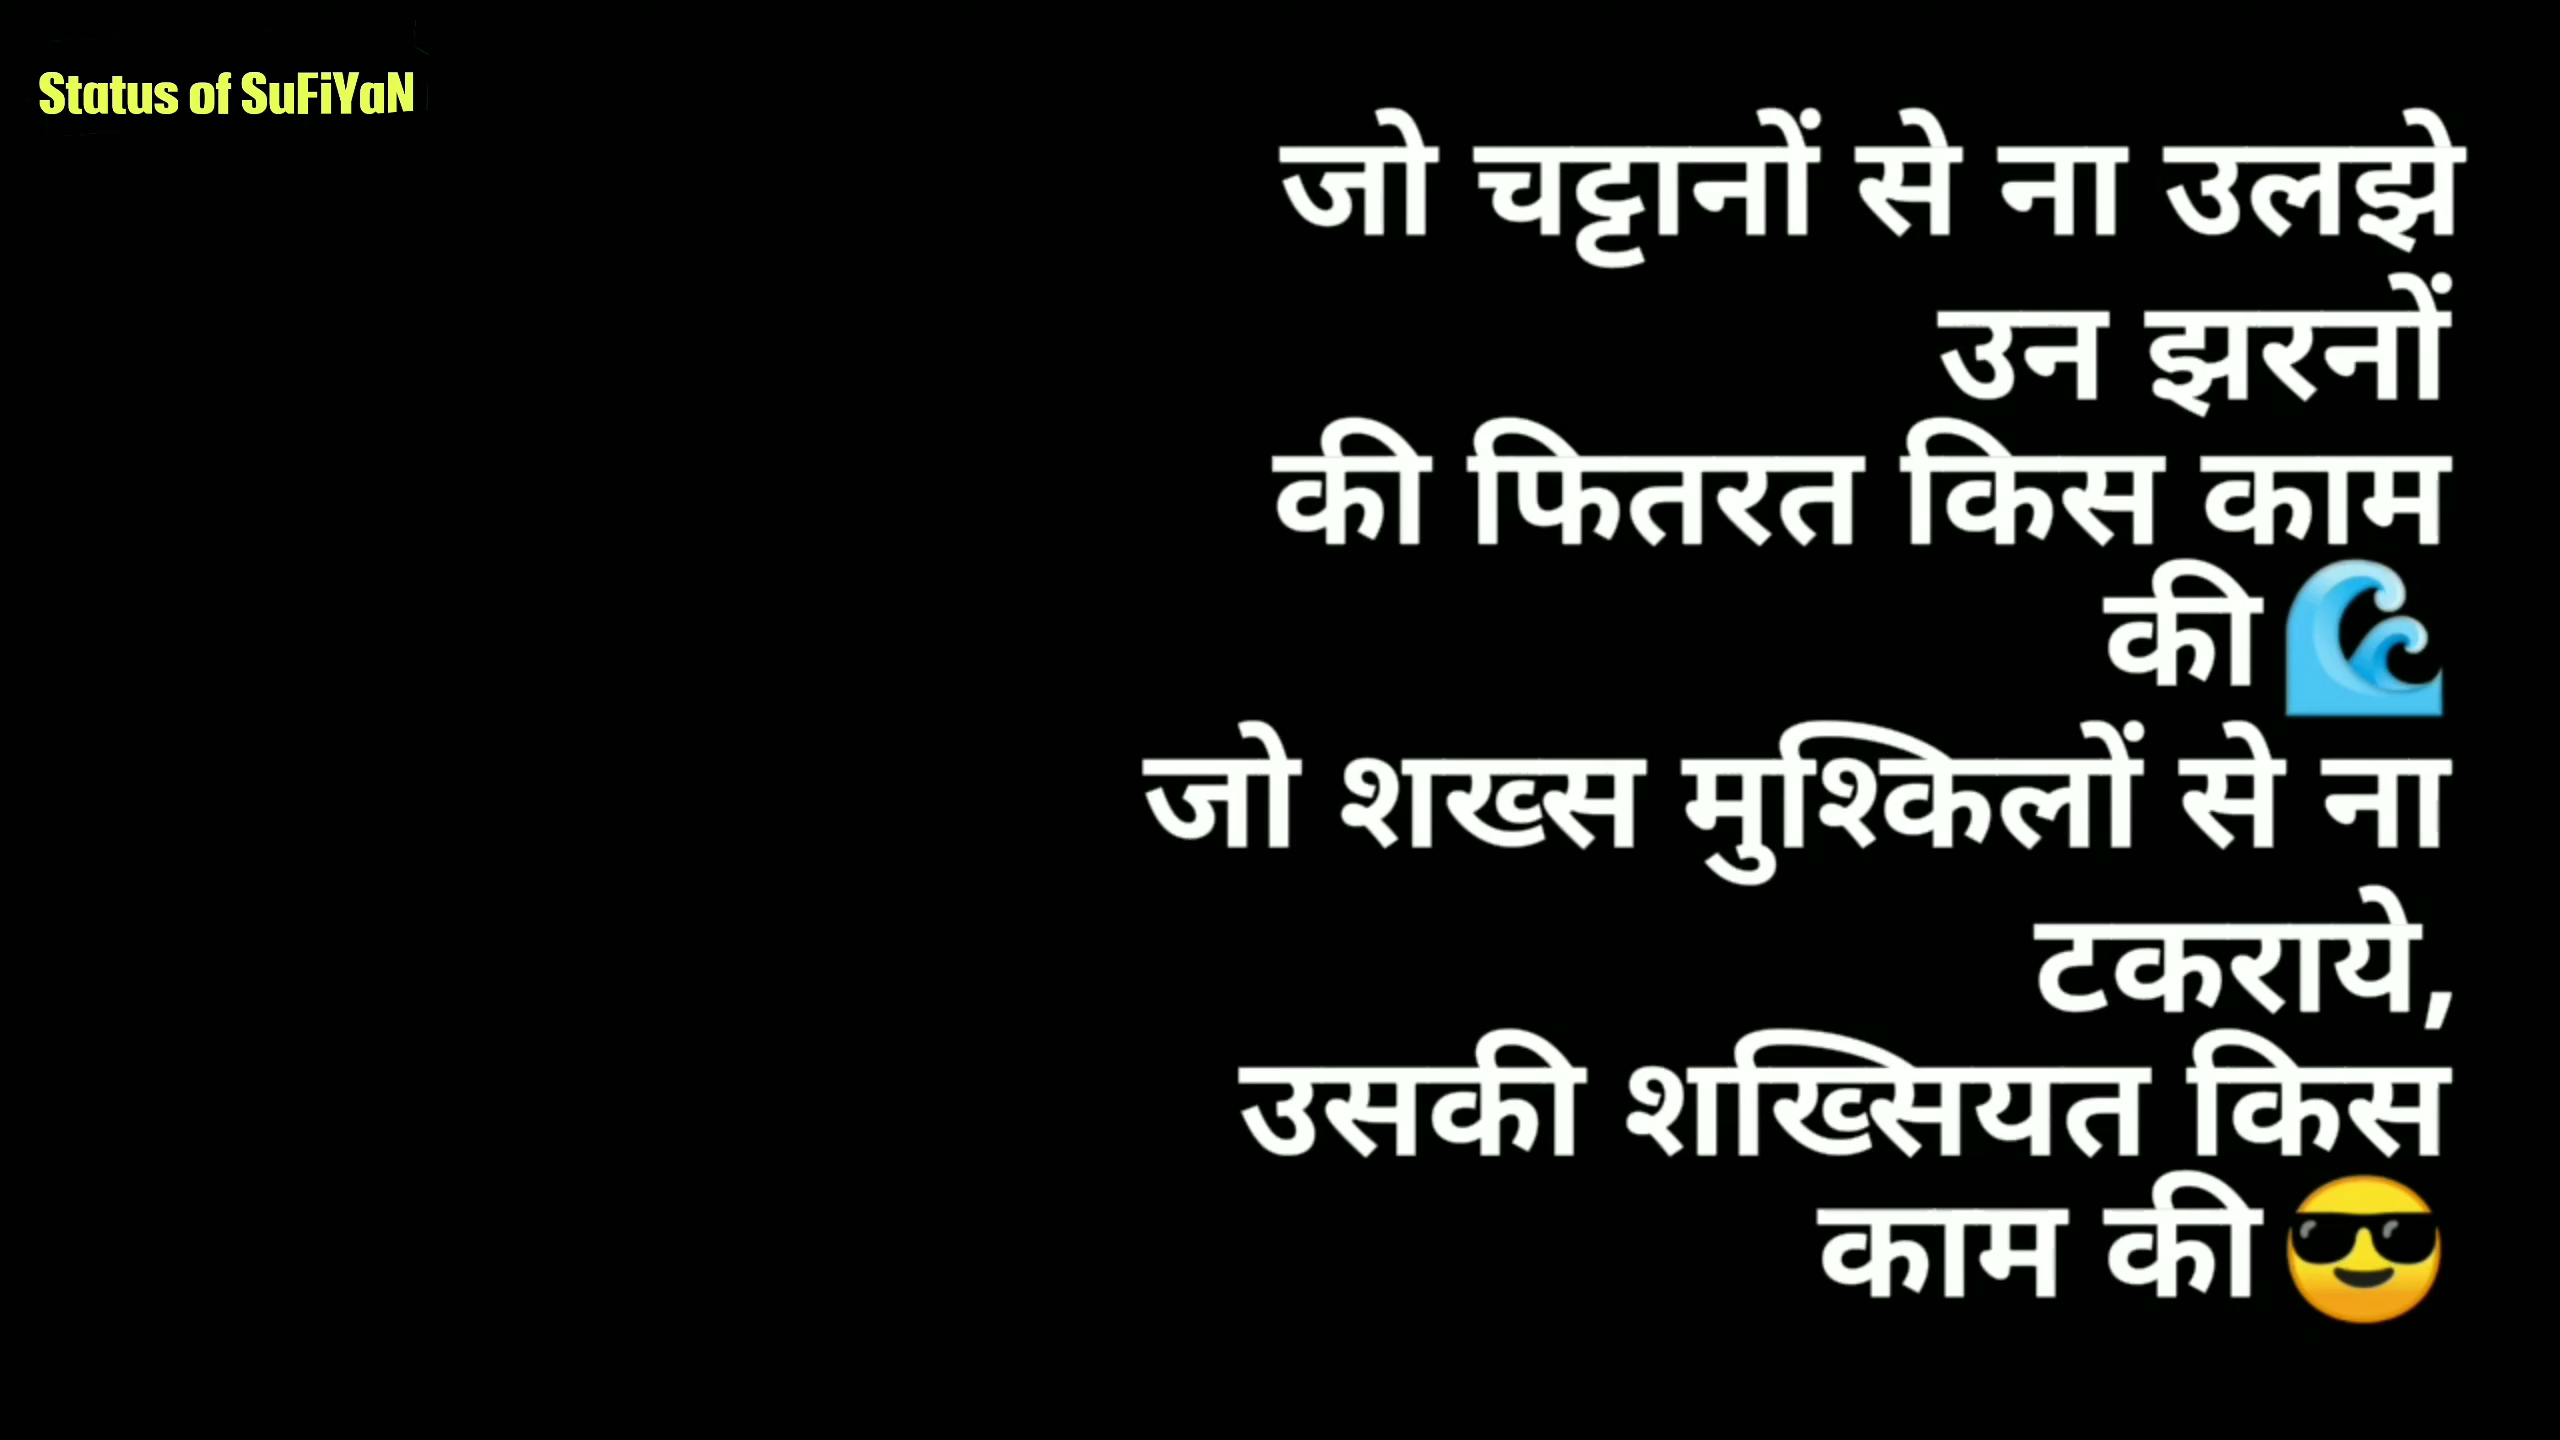 Status of SuFiYaN
जो चट्टानों से ना उलझे
उन झरनों
की फितरत किस काम
की 🌊
जो शख्स मुश्किलों से ना
टकराये,
उसकी शख्सियत किस
काम की 😎